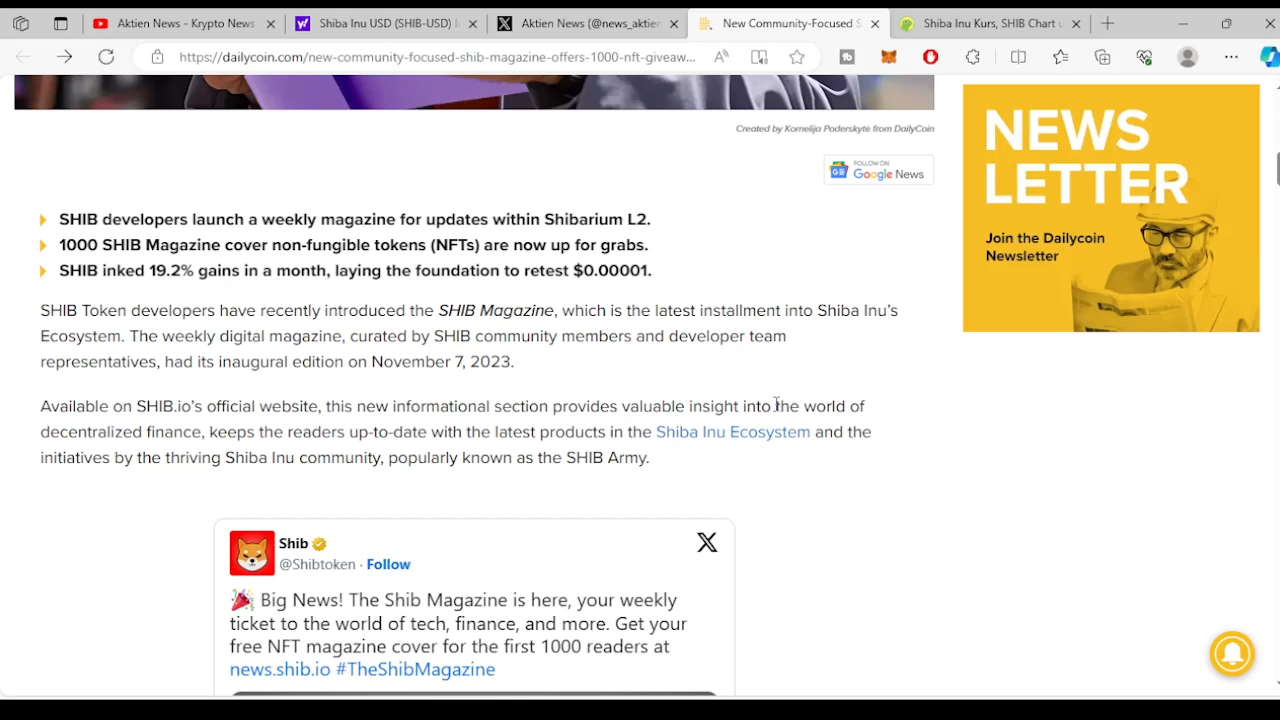 Aktien News - Krypto News
Shiba Inu USD (SHIB-USD)
Aktien News (@news_aktien
New Community-Focused S
Shiba Inu Kurs, SHIB Chart
https://dailycoin.com/new-community-focused-shib-magazine-offers-1000-nft-giveaw...
Created by Kornelija Poderskytė from DailyCoin
FOLLOW ON
Google News
NEWS
LETTER
Join the Dailycoin
Newsletter
SHIB developers launch a weekly magazine for updates within Shibarium L2.
1000 SHIB Magazine cover non-fungible tokens (NFTs) are now up for grabs.
SHIB inked 19.2% gains in a month, laying the foundation to retest $0.00001.
SHIB Token developers have recently introduced the SHIB Magazine, which is the latest installment into Shiba Inu’s
Ecosystem. The weekly digital magazine, curated by SHIB community members and developer team
representatives, had its inaugural edition on November 7, 2023.
Available on SHIB.io’s official website, this new informational section provides valuable insight into the world of
decentralized finance, keeps the readers up-to-date with the latest products in the Shiba Inu Ecosystem and the
initiatives by the thriving Shiba Inu community, popularly known as the SHIB Army.
Shib
@Shibtoken · Follow
🎉 Big News! The Shib Magazine is here, your weekly
ticket to the world of tech, finance, and more. Get your
free NFT magazine cover for the first 1000 readers at
news.shib.io #TheShibMagazine